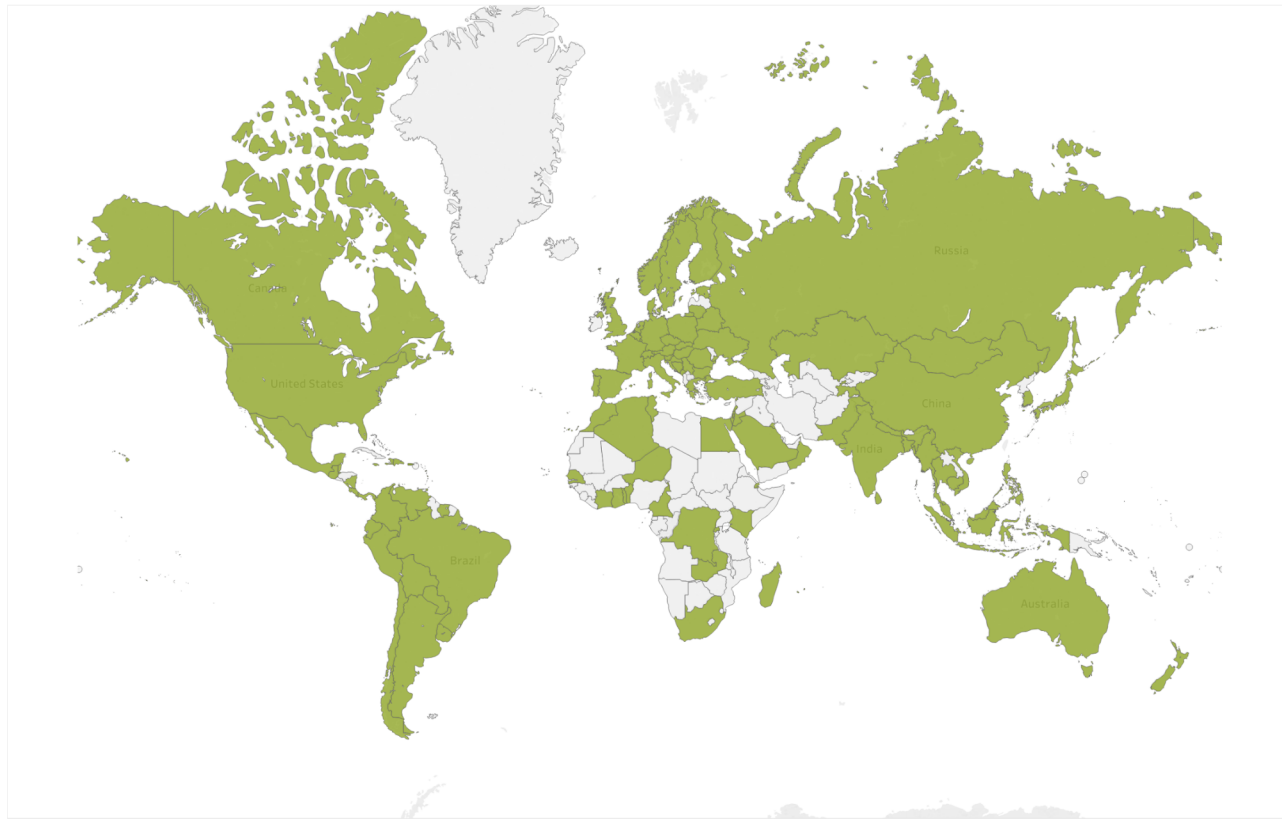 Russia
Canada
United States
China
India
Brazil
Australia